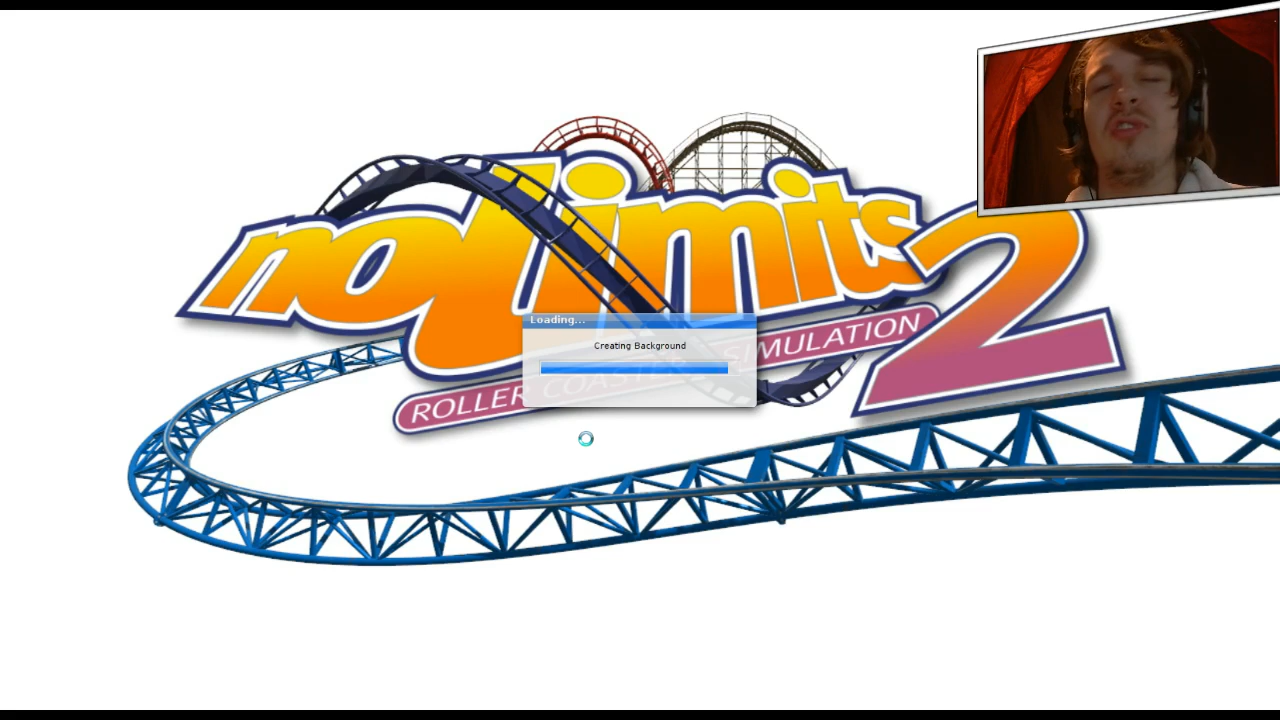 nolimits 2
ROLLER COASTER SIMULATION
Loading...
Creating Background